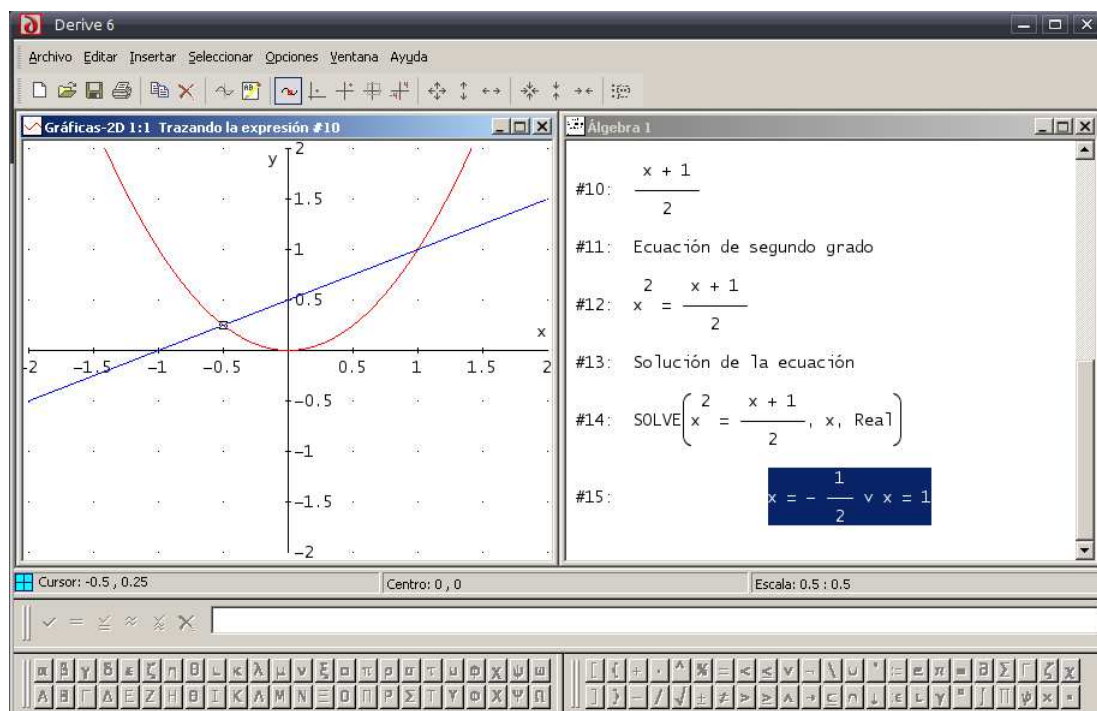 Derive 6
Archivo Editar Insertar Seleccionar Opciones Ventana Ayuda
Gráficas-2D 1:1 Trazando la expresión #10
y
2
1.5
1
0.5
x
-2 -1.5 -1 -0.5 0.5 1 1.5 2
-0.5
-1
-1.5
-2
Álgebra 1
#10: x + 1
2
#11: Ecuación de segundo grado
#12: x² = x + 1
2
#13: Solución de la ecuación
#14: SOLVE(x² = x + 1, x, Real)
2
#15: x = - 1 ∨ x = 1
2
Cursor: -0.5 , 0.25
Centro: 0 , 0
Escala: 0.5 : 0.5
✓ = ≈
α β γ δ ε ζ η θ ι κ λ μ ν ξ ο π ρ σ τ υ φ χ ψ ω
Α Β Γ Δ Ε Ζ Η Θ Ι Κ Λ Μ Ν Ξ Ο Π Ρ Σ Τ Υ Φ Χ Ψ Ω